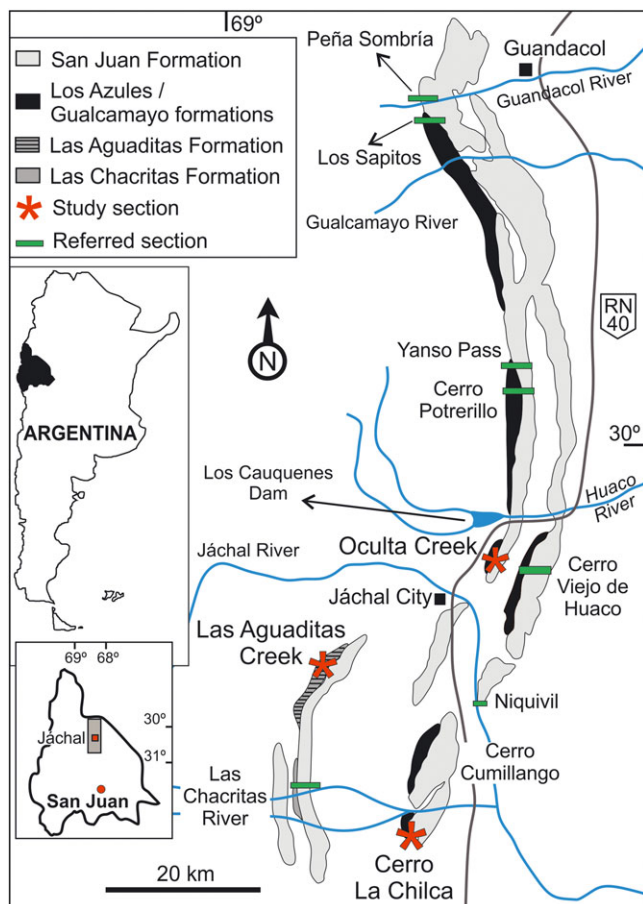 69º
San Juan Formation
Los Azules /
Gualcamayo formations
Las Aguaditas Formation
Las Chacritas Formation
Study section
Referred section
Peña Sombría
Guandacol
Guandacol River
Los Sapitos
Gualcamayo River
RN
40
N
Yanso Pass
Cerro
Potrerillo
ARGENTINA
30º
Los Cauquenes
Dam
Huaco
River
Oculta Creek
Jáchal River
Cerro
Viejo de
Huaco
Jáchal City
Las Aguaditas
Creek
Niquivil
69º 68º
30º
Jáchal
31º
San Juan
Cerro
Cumillango
Las
Chacritas
River
20 km
Cerro
La Chilca